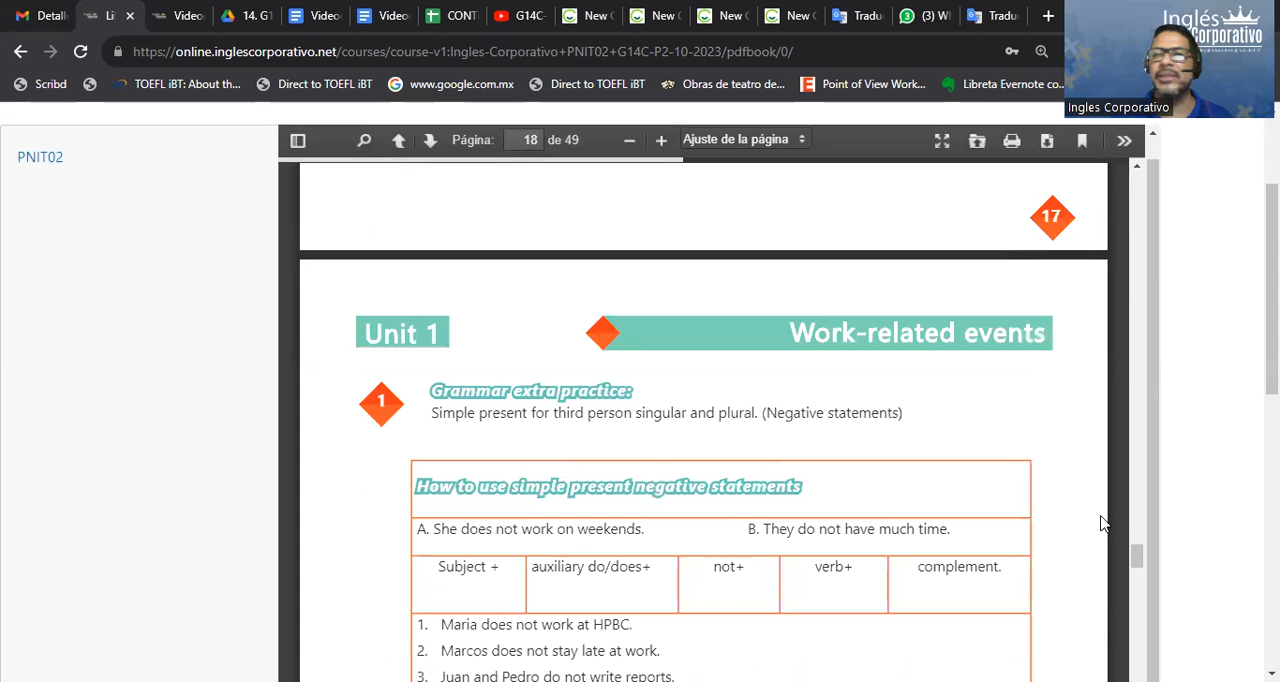 Detall
Li
Videoc
14. G1
Video
Videc
CONT
G14C-
New C
New C
New C
New C
Tradu
(3) W
Tradu
https://online.inglescorporativo.net/courses/course-v1:Ingles-Corporativo+PNIT02+G14C-P2-10-2023/pdfbook/0/
Scribd
TOEFL iBT: About th...
Direct to TOEFL iBT
www.google.com.mx
Direct to TOEFL iBT
Obras de teatro de...
Point of View Work...
Libreta Evernote co...
Inglés
Corporativo
Ingles Corporativo
PNIT02
Página: 18 de 49
Ajuste de la página
17
Unit 1
Work-related events
1
Grammar extra practice:
Simple present for third person singular and plural. (Negative statements)
How to use simple present negative statements
A. She does not work on weekends. B. They do not have much time.
Subject + auxiliary do/does+ not+ verb+ complement.
1. Maria does not work at HPBC.
2. Marcos does not stay late at work.
3. Juan and Pedro do not write reports.